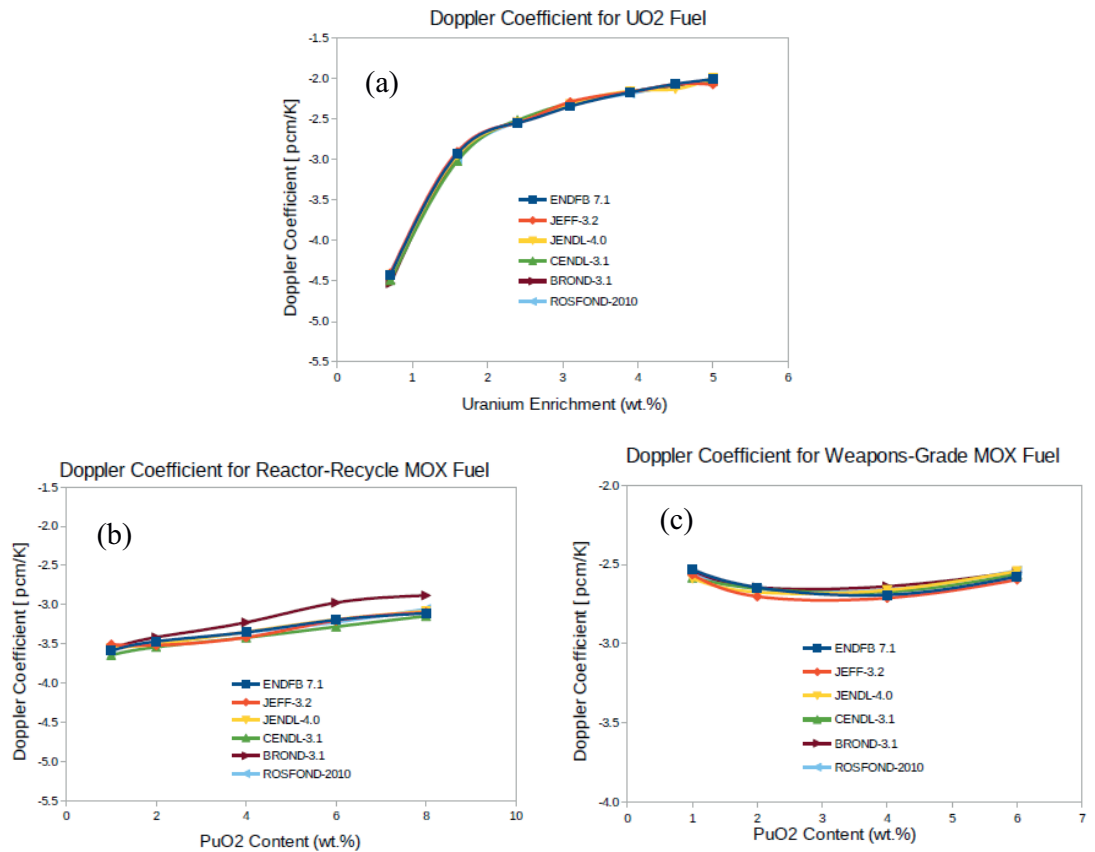 Doppler Coefficient for UO2 Fuel
(a)
Doppler Coefficient [ pcm/K]
-1.5
-2.0
-2.5
-3.0
-3.5
-4.0
-4.5
-5.0
-5.5
ENDFB 7.1
JEFF-3.2
JENDL-4.0
CENDL-3.1
BROND-3.1
ROSFOND-2010
0 1 2 3 4 5 6
Uranium Enrichment (wt.%)
Doppler Coefficient for Reactor-Recycle MOX Fuel
(b)
Doppler Coefficient [ pcm/K]
-1.5
-2.0
-2.5
-3.0
-3.5
-4.0
-4.5
-5.0
-5.5
ENDFB 7.1
JEFF-3.2
JENDL-4.0
CENDL-3.1
BROND-3.1
ROSFOND-2010
0 2 4 6 8 10
PuO2 Content (wt.%)
Doppler Coefficient for Weapons-Grade MOX Fuel
(c)
Doppler Coefficient [ pcm/K]
-2.0
-2.5
-3.0
-3.5
-4.0
ENDFB 7.1
JEFF-3.2
JENDL-4.0
CENDL-3.1
BROND-3.1
ROSFOND-2010
0 1 2 3 4 5 6 7
PuO2 Content (wt.%)